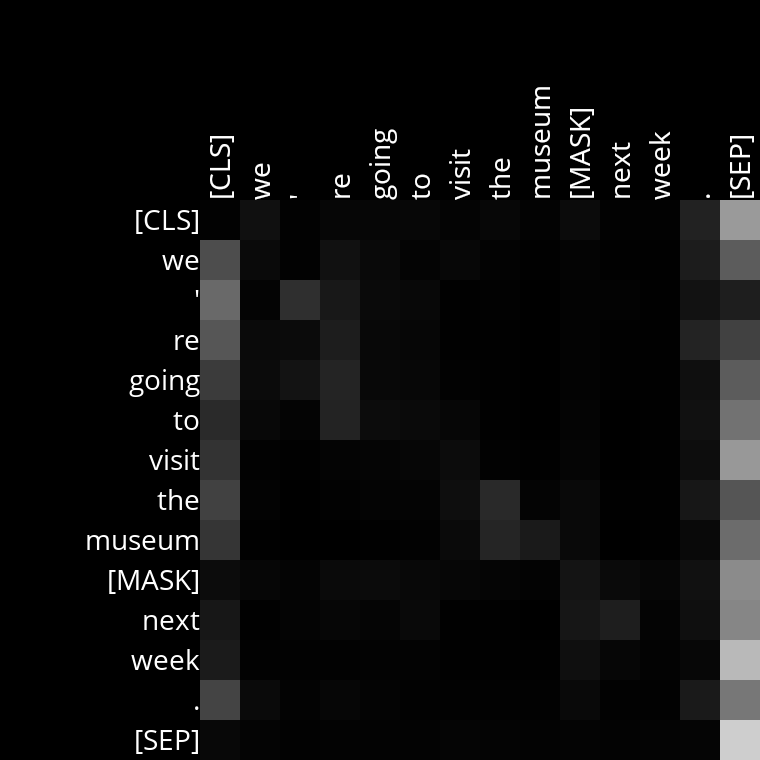 [CLS] we ' re going to visit the museum [MASK] next week . [SEP]
[CLS]
we
'
re
going
to
visit
the
museum
[MASK]
next
week
.
[SEP]